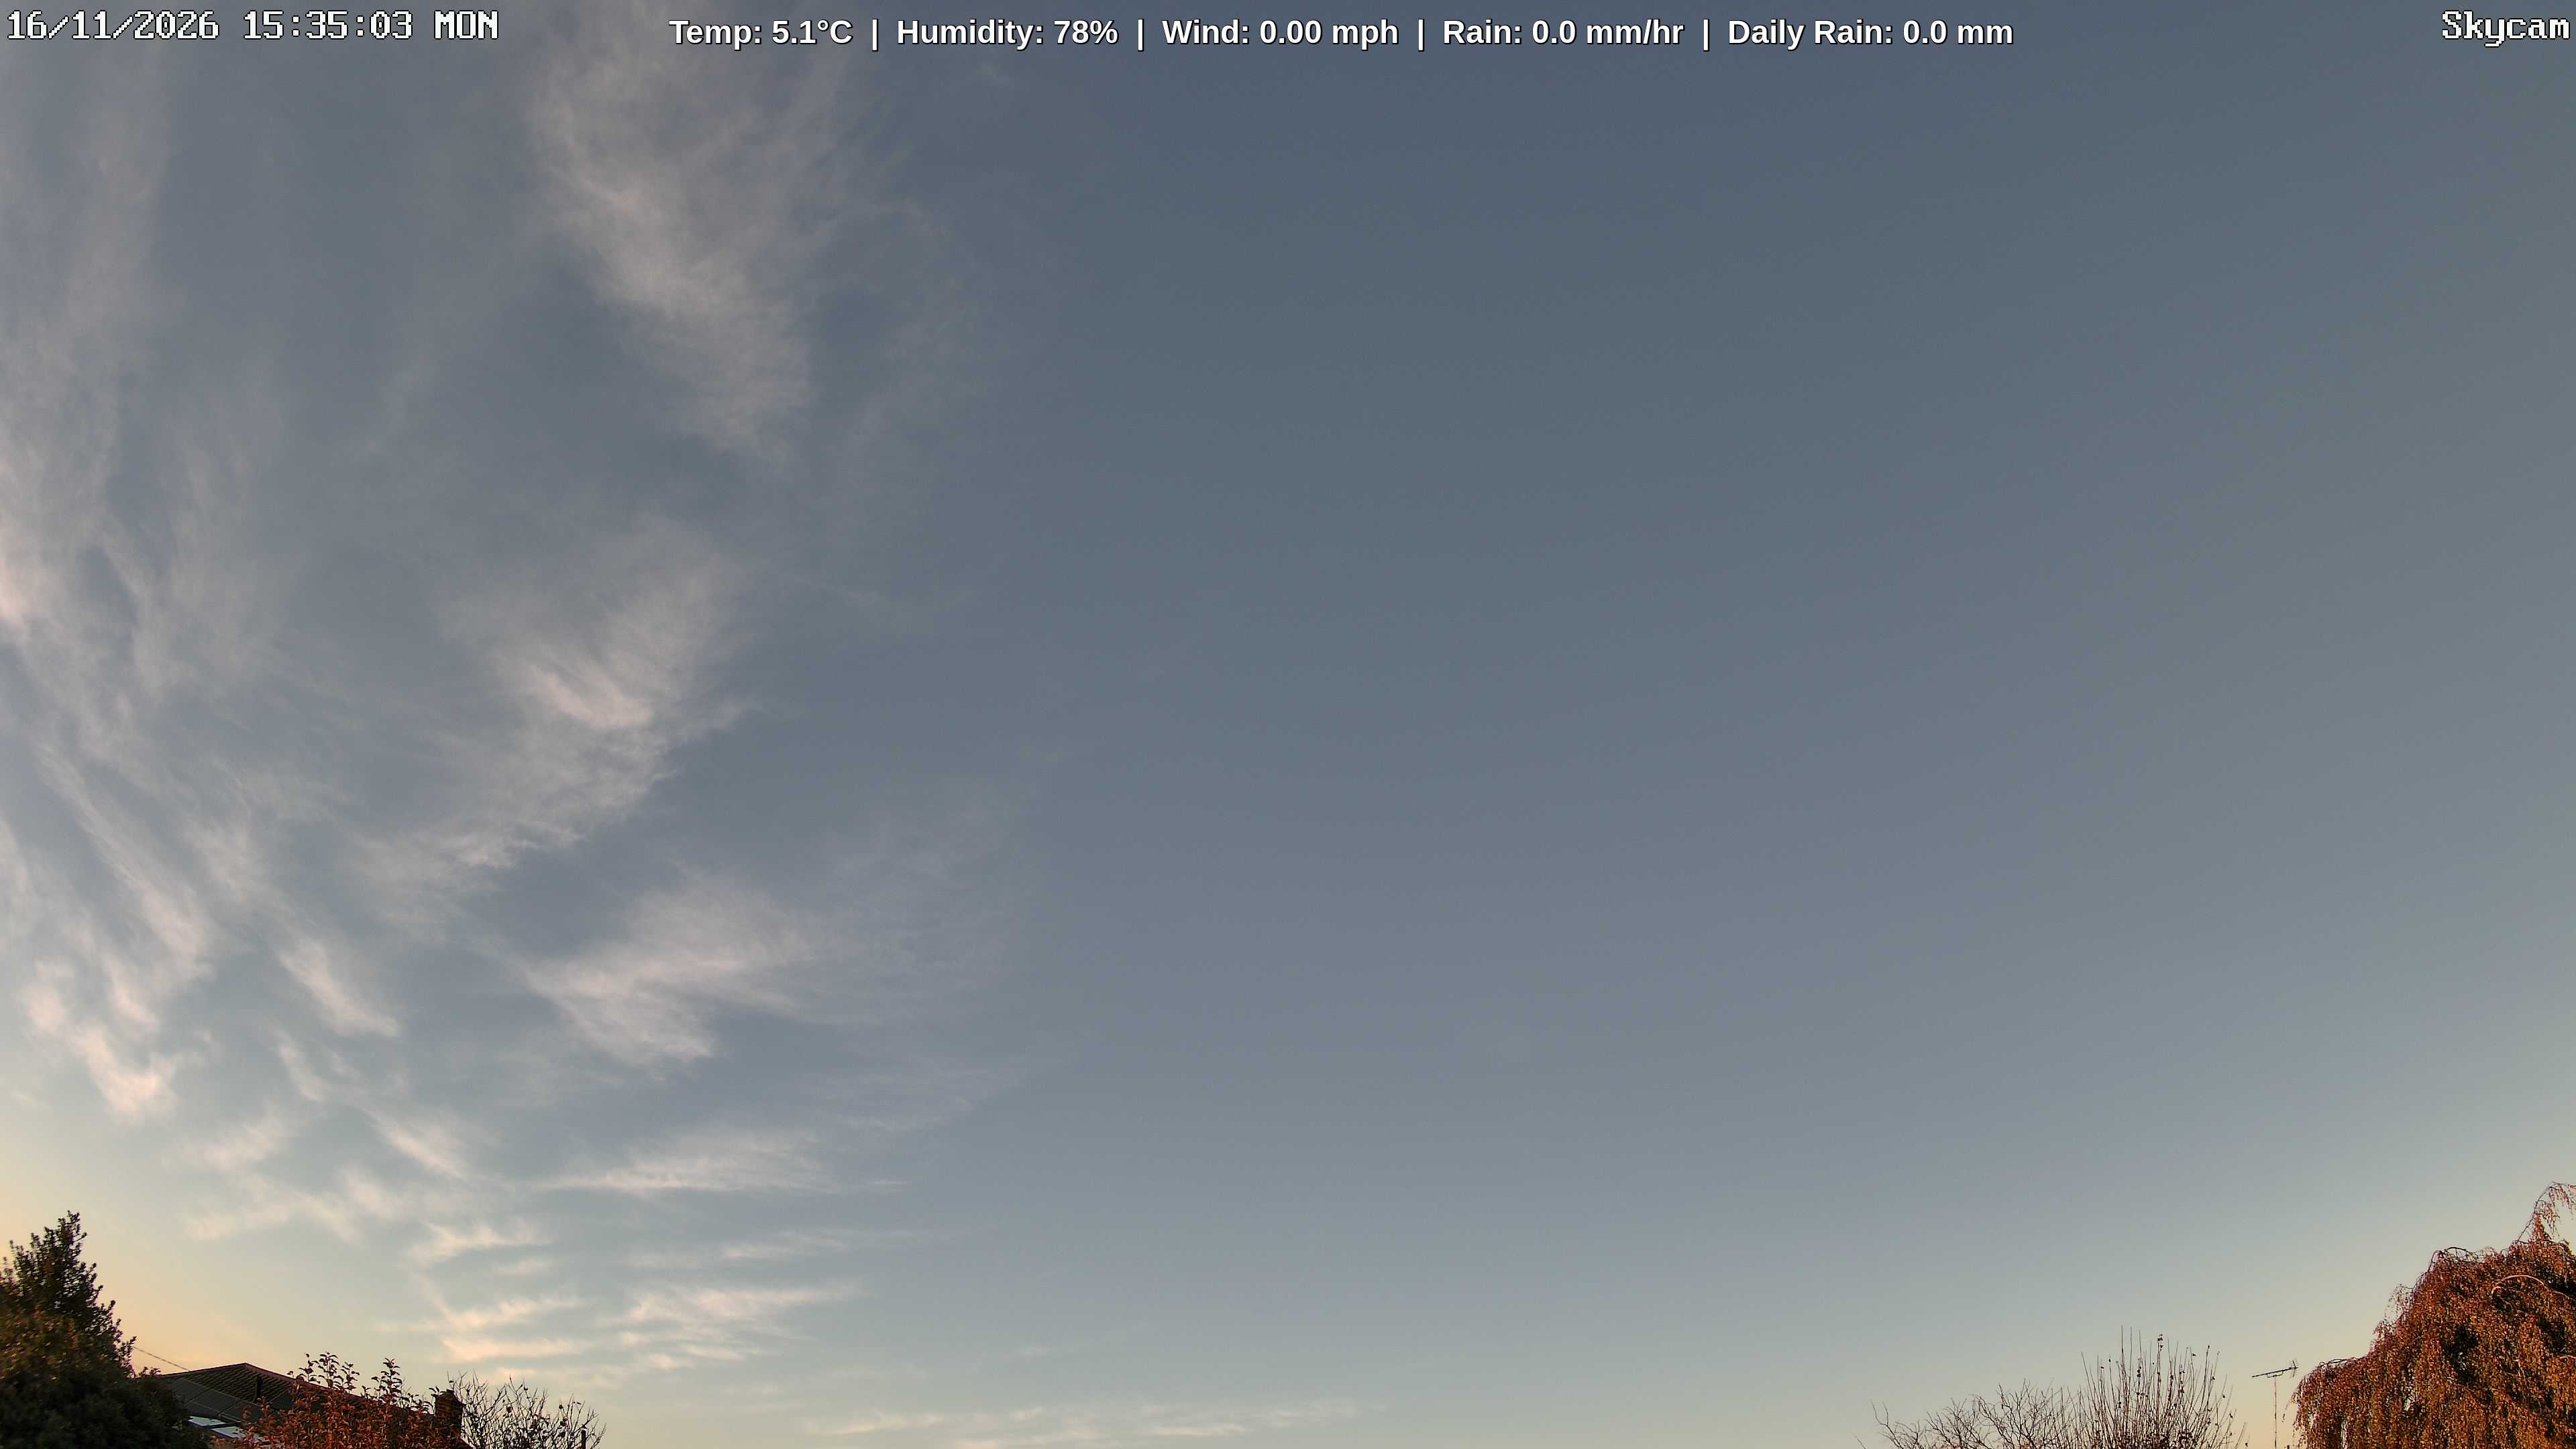 16/11/2026 15:35:03 MON
Temp: 5.1°C | Humidity: 78% | Wind: 0.00 mph | Rain: 0.0 mm/hr | Daily Rain: 0.0 mm
Skycam